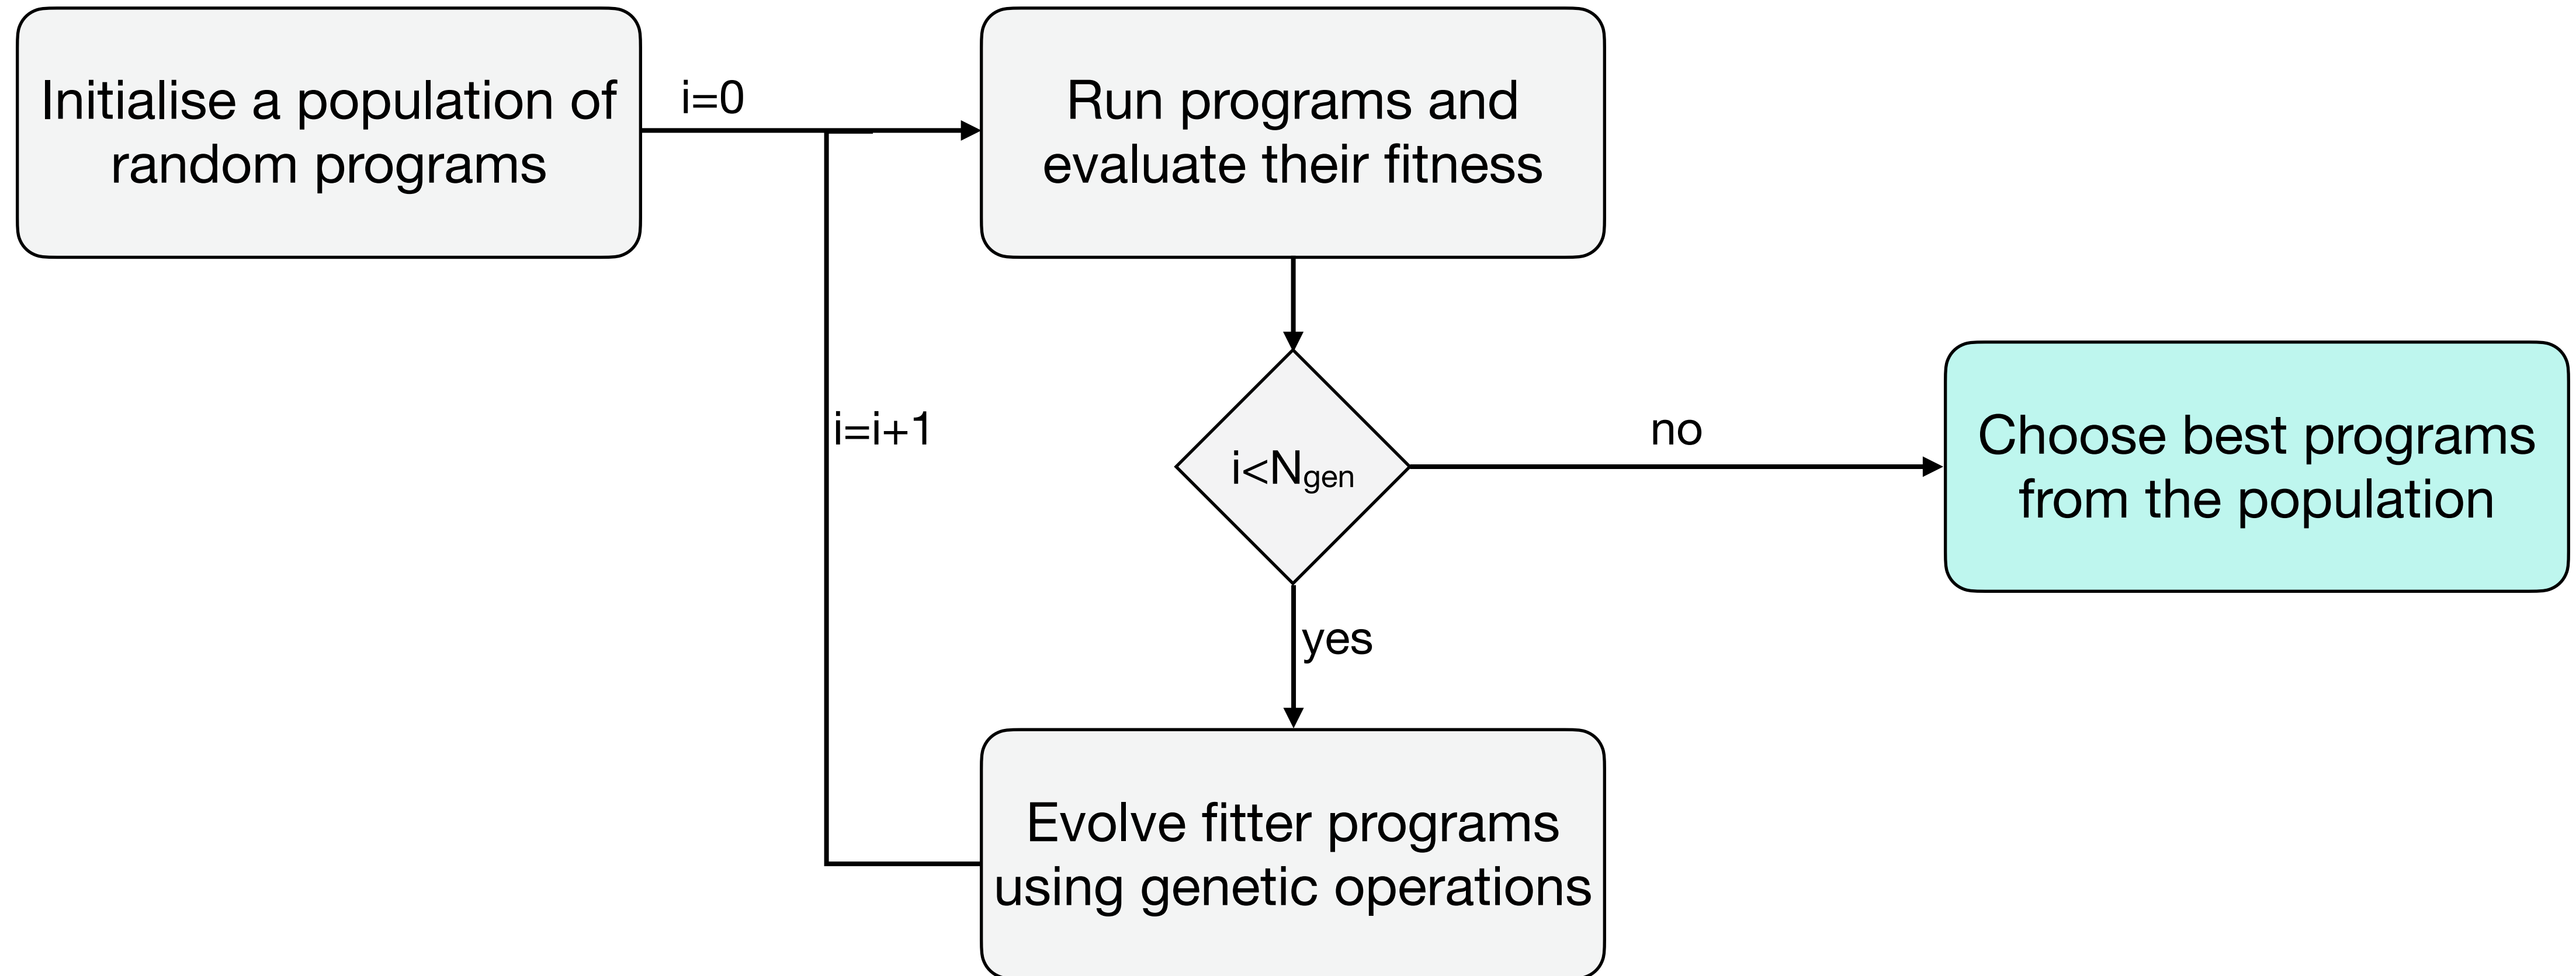 Initialise a population of
random programs
i=0
Run programs and
evaluate their fitness
i=i+1
i<Ngen
no
Choose best programs
from the population
yes
Evolve fitter programs
using genetic operations